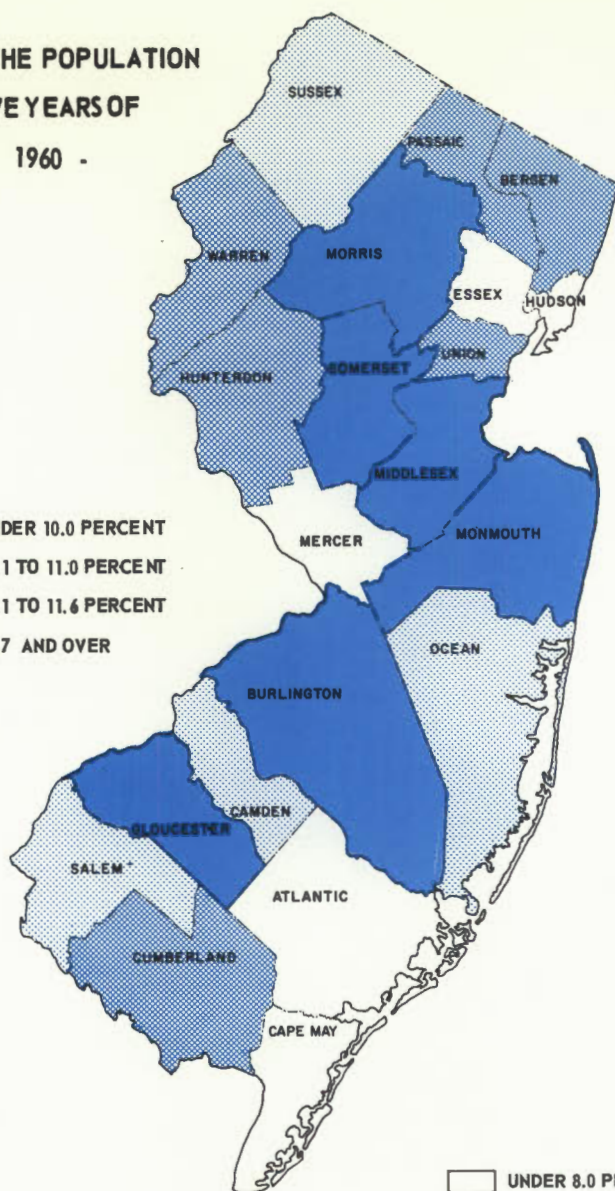 HE POPULATION
VE YEARS OF
1960 -
SUSSEX
PASSAIC
BERGEN
WARREN
MORRIS
ESSEX
HUDSON
UNION
HUNTERDON
SOMERSET
MIDDLESEX
MERCER
MONMOUTH
DER 10.0 PERCENT
1 TO 11.0 PERCENT
1 TO 11.6 PERCENT
7 AND OVER
OCEAN
BURLINGTON
CAMDEN
GLOUCESTER
SALEM
ATLANTIC
CUMBERLAND
CAPE MAY
UNDER 8.0 P